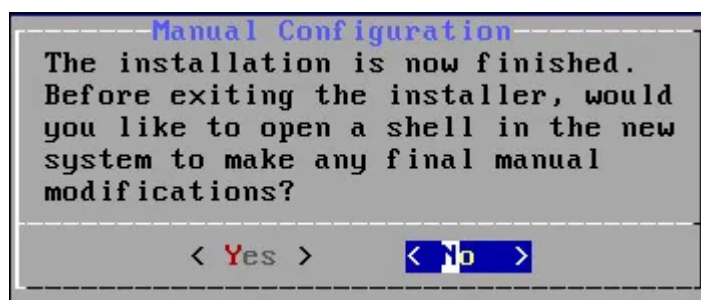 Manual Configuration
The installation is now finished.
Before exiting the installer, would
you like to open a shell in the new
system to make any final manual
modifications?
< Yes > < No >